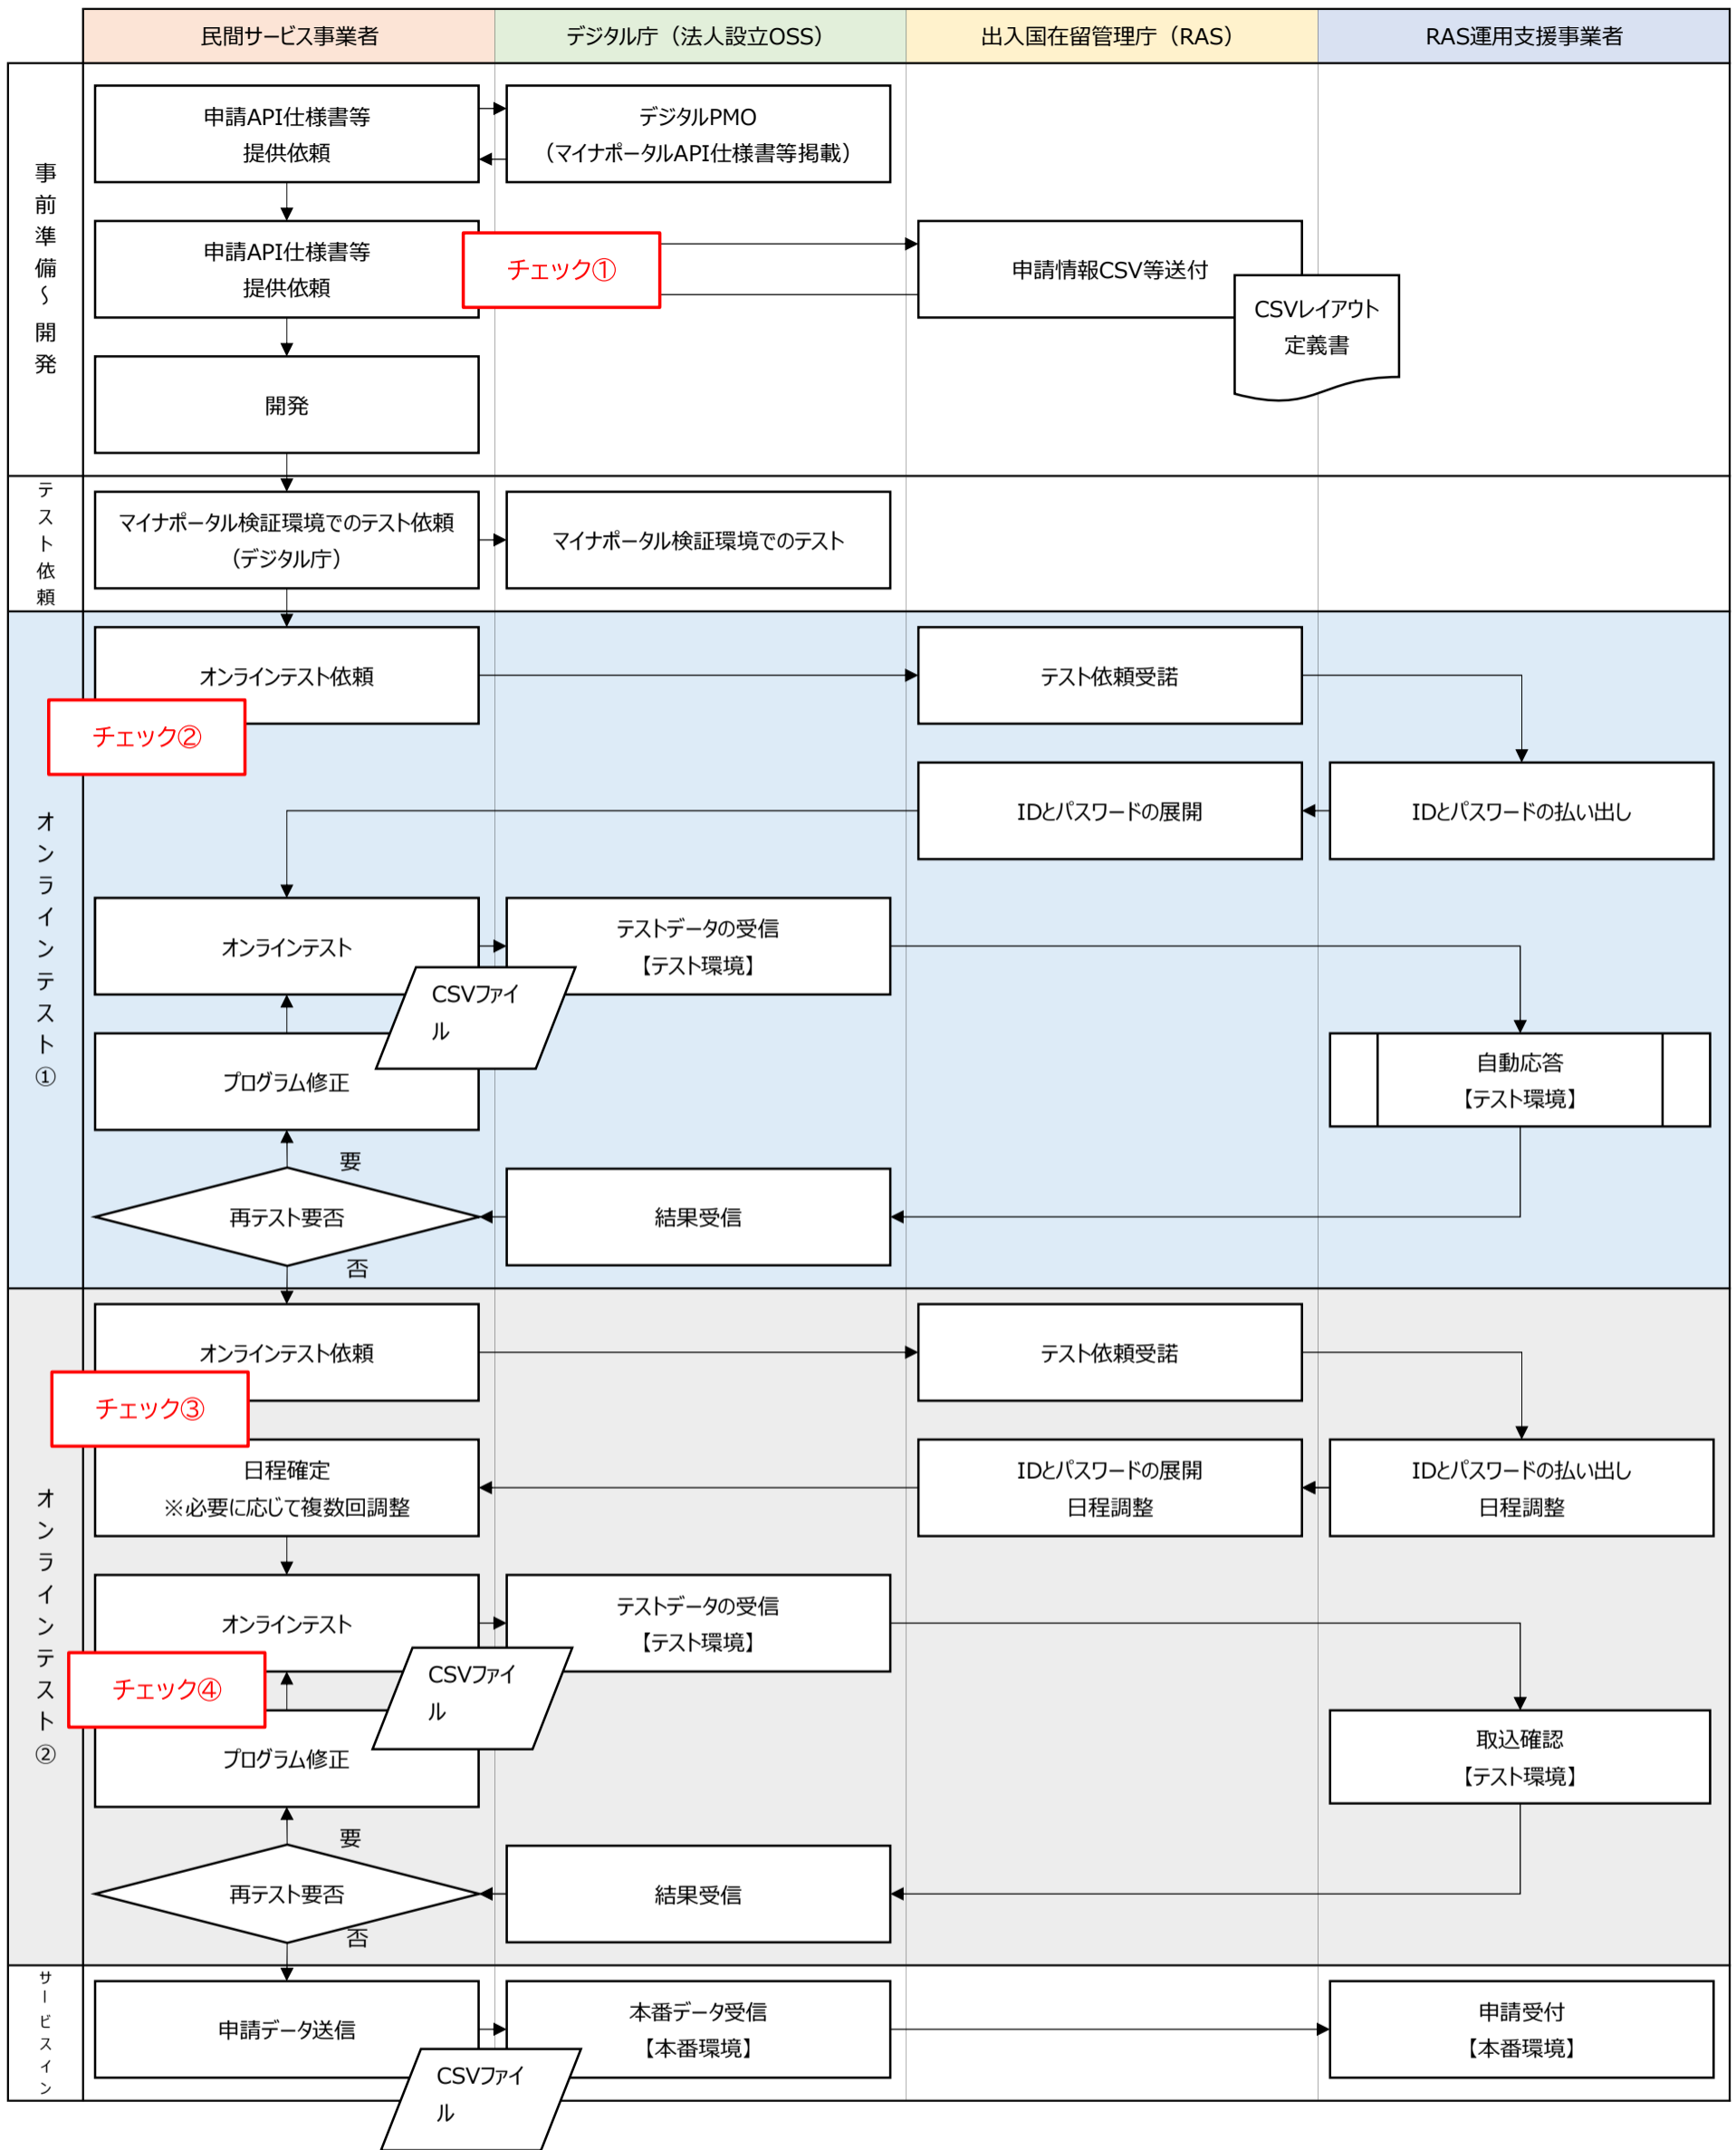 民間サービス事業者
デジタル庁（法人設立OSS）
出入国在留管理庁（RAS）
RAS運用支援事業者
事前準備～開発
申請API仕様書等
提供依頼
デジタルPMO
（マイナポータルAPI仕様書等掲載）
申請API仕様書等
提供依頼
チェック①
申請情報CSV等送付
CSVレイアウト
定義書
開発
テスト依頼
マイナポータル検証環境でのテスト依頼
（デジタル庁）
マイナポータル検証環境でのテスト
オンラインテスト①
オンラインテスト依頼
テスト依頼受諾
チェック②
IDとパスワードの展開
IDとパスワードの払い出し
オンラインテスト
テストデータの受信
【テスト環境】
CSVファイ
ル
プログラム修正
自動応答
【テスト環境】
要
再テスト要否
結果受信
否
オンラインテスト②
オンラインテスト依頼
テスト依頼受諾
チェック③
日程確定
※必要に応じて複数回調整
IDとパスワードの展開
日程調整
IDとパスワードの払い出し
日程調整
オンラインテスト
テストデータの受信
【テスト環境】
チェック④
CSVファイ
ル
プログラム修正
取込確認
【テスト環境】
要
再テスト要否
結果受信
否
サービスイン
申請データ送信
本番データ受信
【本番環境】
申請受付
【本番環境】
CSVファイ
ル